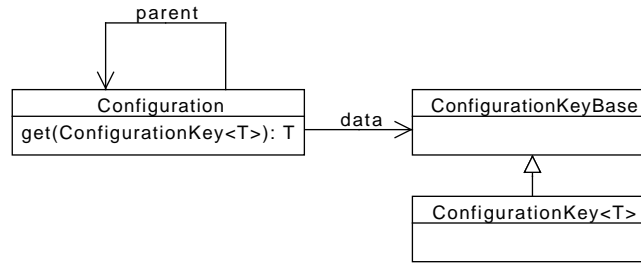 parent
Configuration
get(ConfigurationKey<T>): T
data
ConfigurationKeyBase
ConfigurationKey<T>